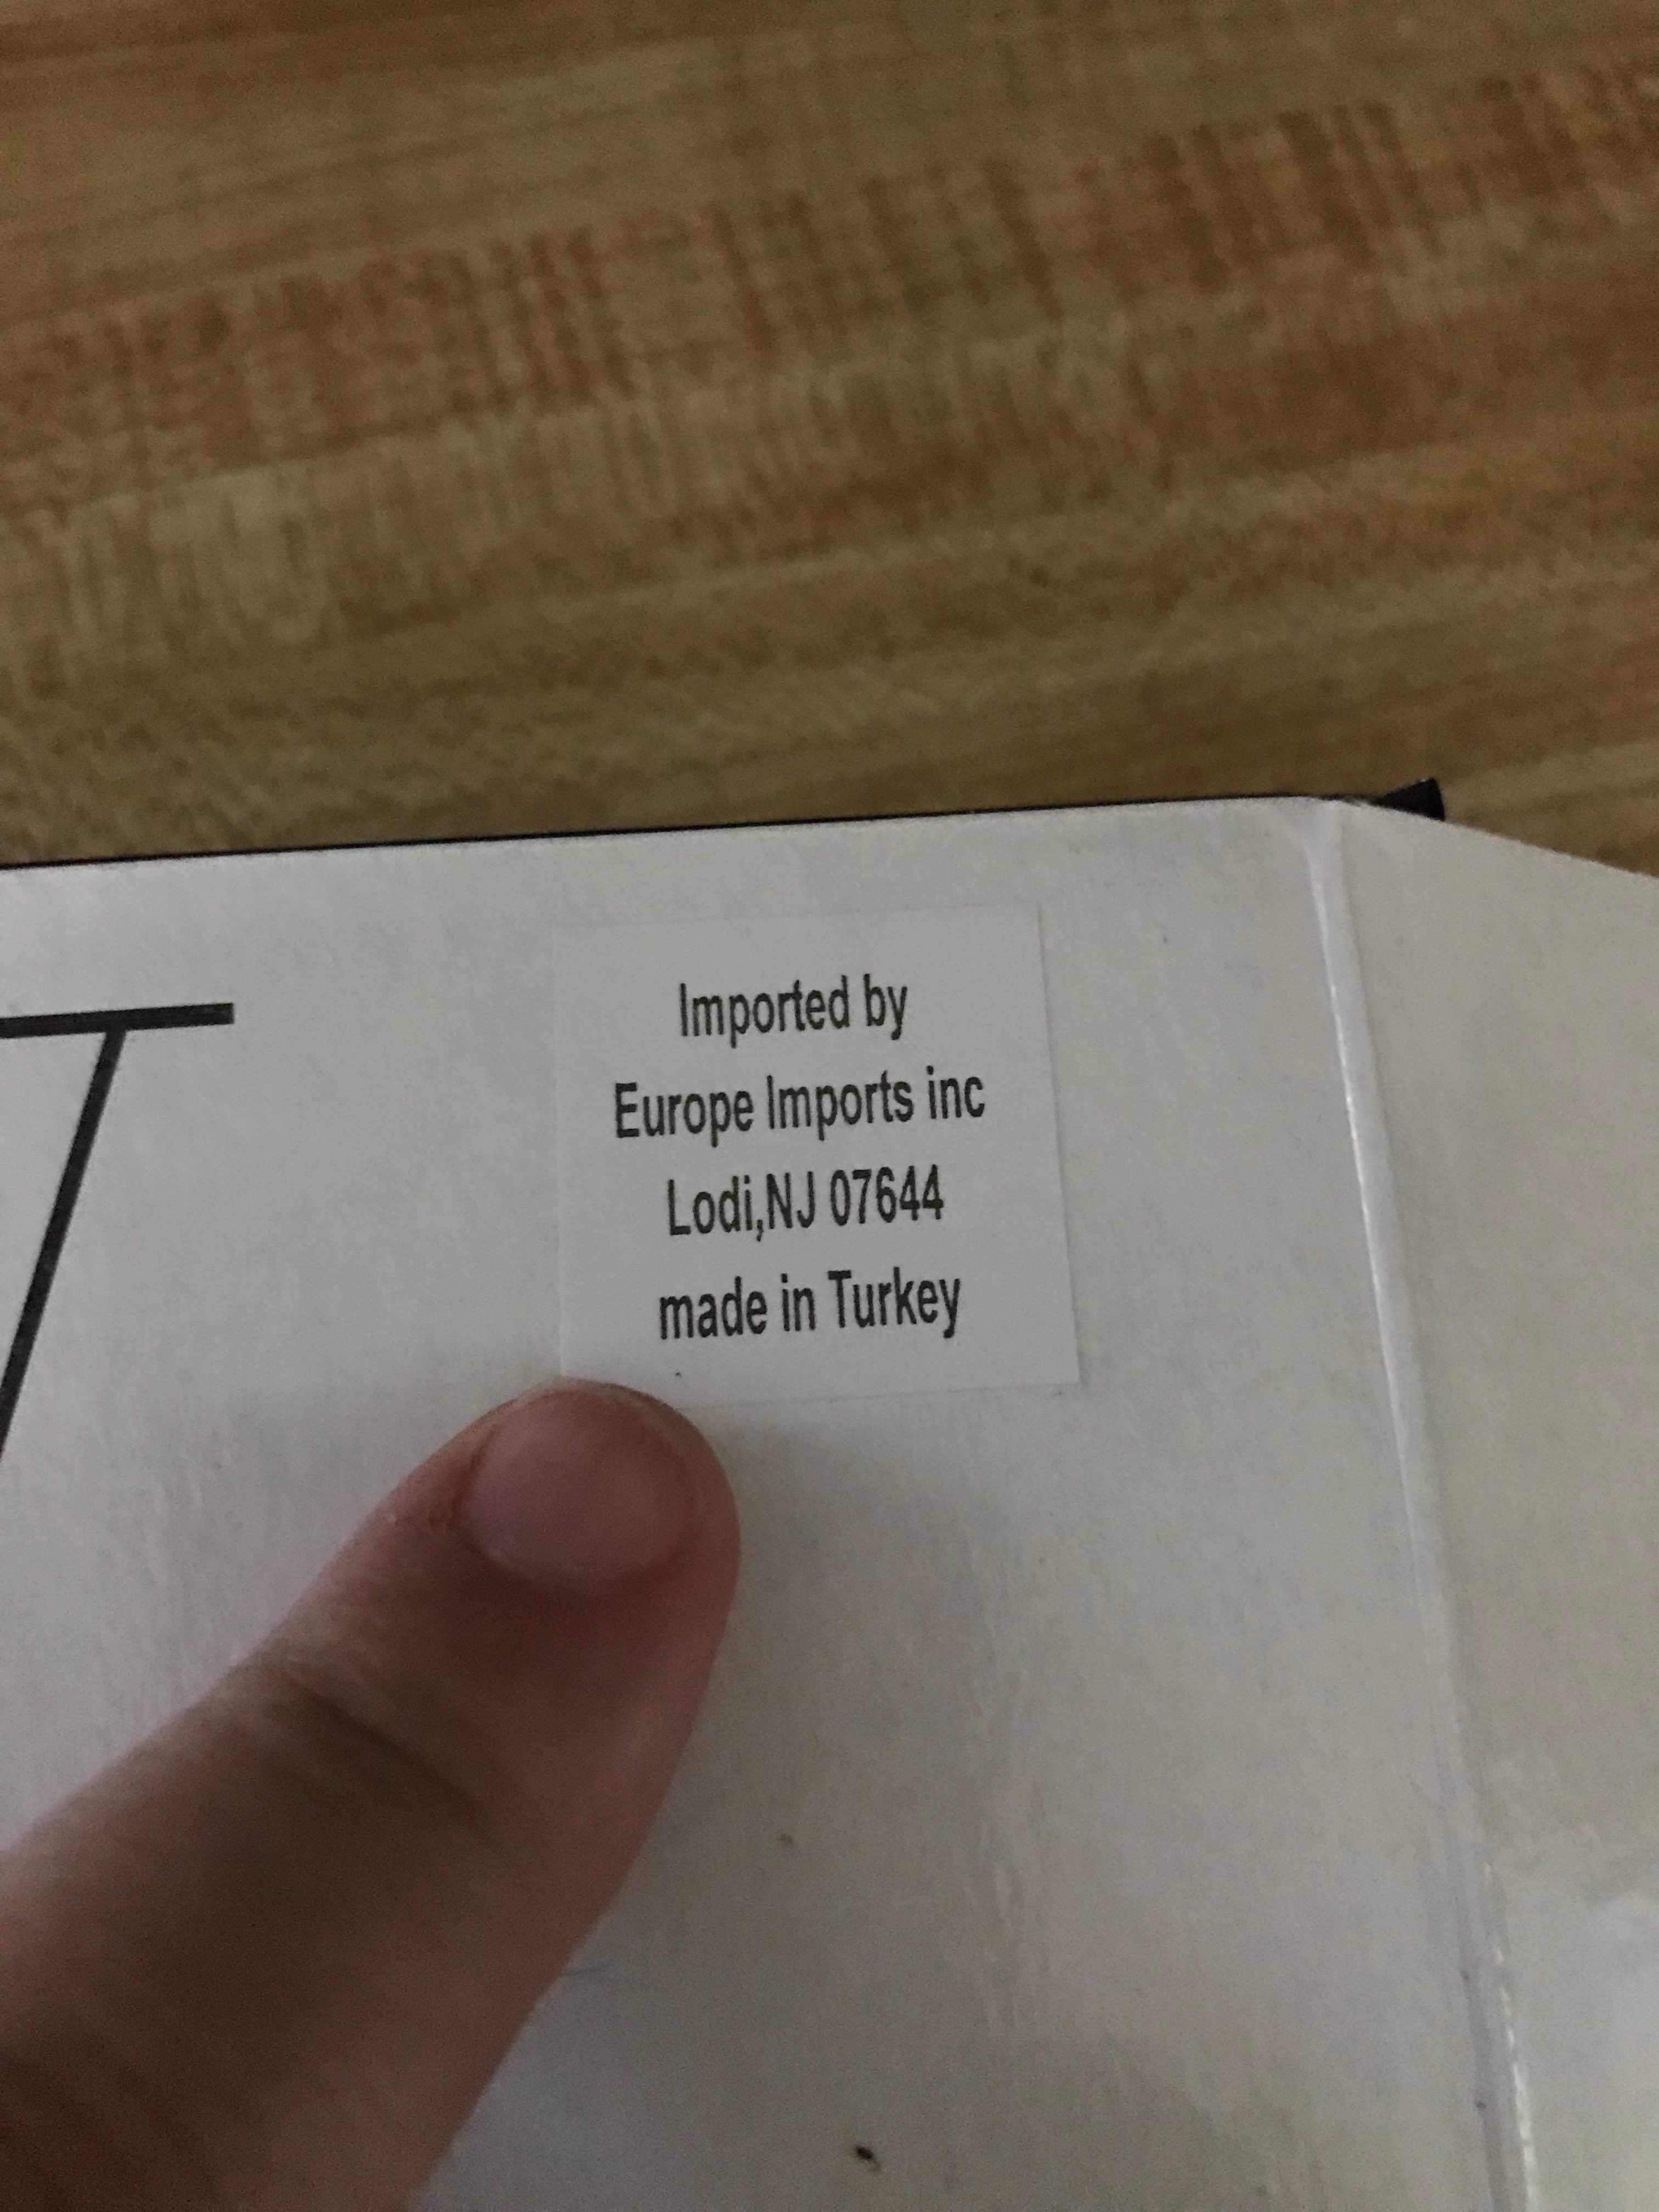 Imported by
Europe Imports inc
Lodi,NJ 07644
made in Turkey